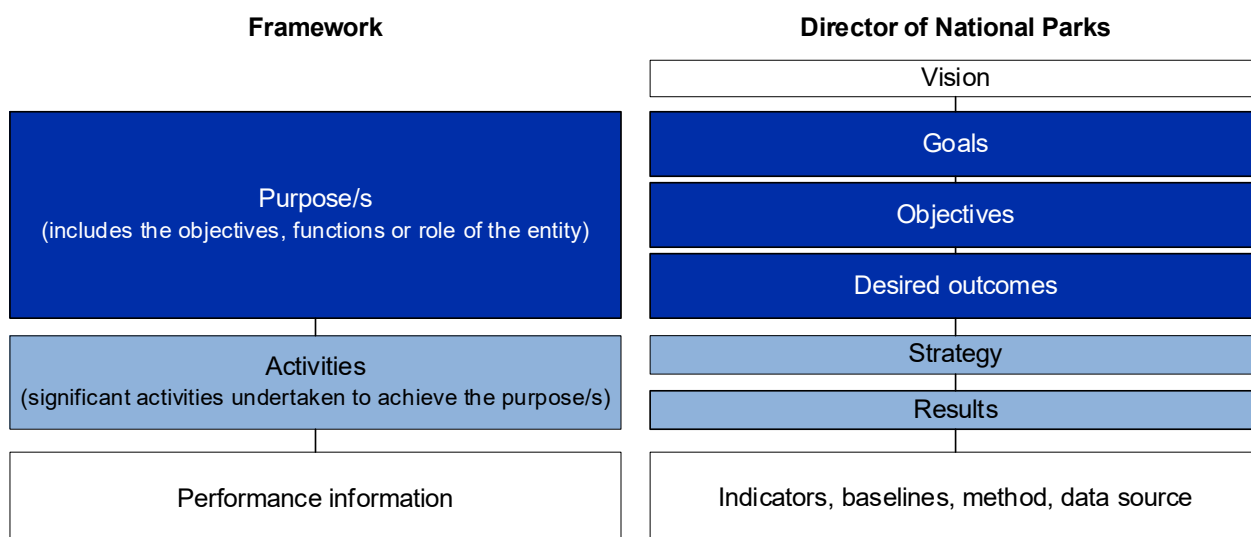 Framework
Purpose/s
(includes the objectives, functions or role of the entity)
Activities
(significant activities undertaken to achieve the purpose/s)
Performance information
Director of National Parks
Vision
Goals
Objectives
Desired outcomes
Strategy
Results
Indicators, baselines, method, data source